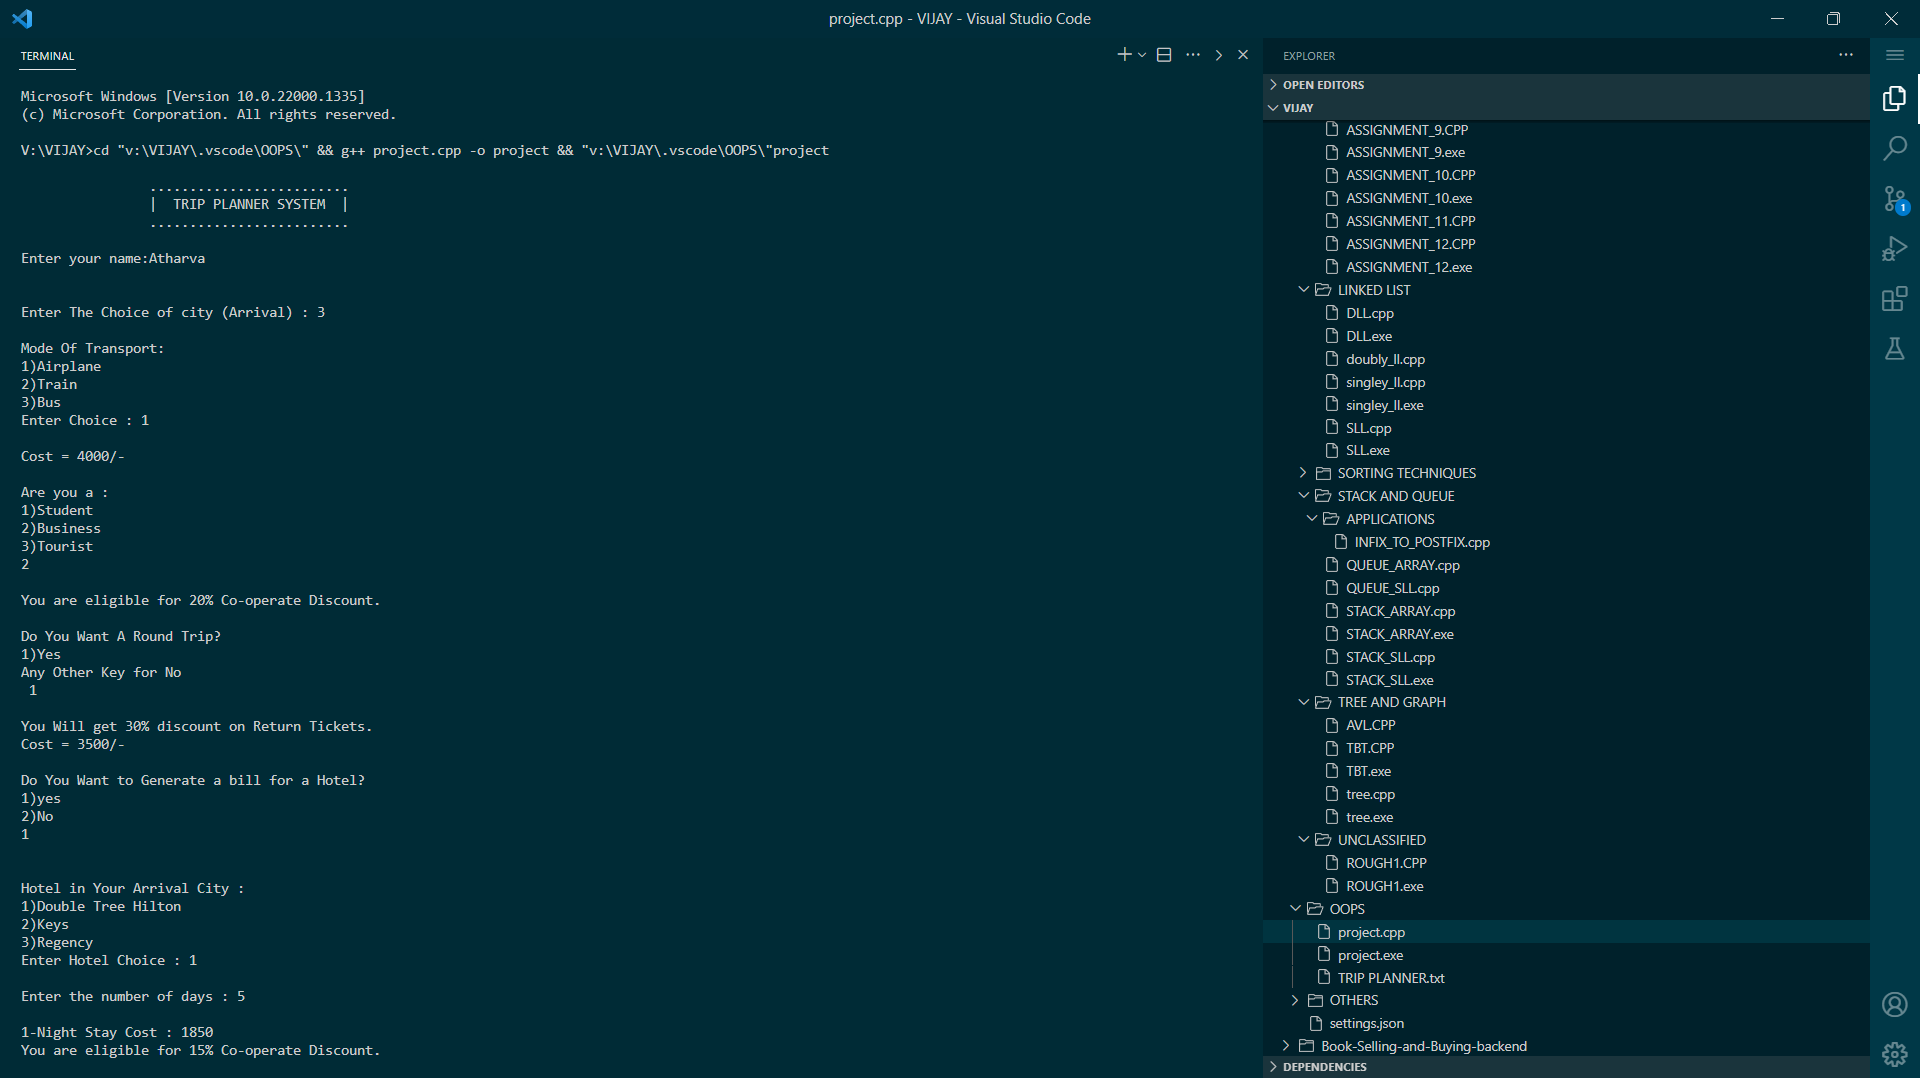 project.cpp - VIJAY - Visual Studio Code
TERMINAL
Microsoft Windows [Version 10.0.22000.1335]
(c) Microsoft Corporation. All rights reserved.
V:\VIJAY>cd "v:\VIJAY\.vscode\OOPS\" && g++ project.cpp -o project && "v:\VIJAY\.vscode\OOPS\"project
.........................
|  TRIP PLANNER SYSTEM  |
.........................
Enter your name:Atharva
Enter The Choice of city (Arrival) : 3
Mode Of Transport:
1)Airplane
2)Train
3)Bus
Enter Choice : 1
Cost = 4000/-
Are you a :
1)Student
2)Business
3)Tourist
2
You are eligible for 20% Co-operate Discount.
Do You Want A Round Trip?
1)Yes
Any Other Key for No
1
You Will get 30% discount on Return Tickets.
Cost = 3500/-
Do You Want to Generate a bill for a Hotel?
1)yes
2)No
1
Hotel in Your Arrival City :
1)Double Tree Hilton
2)Keys
3)Regency
Enter Hotel Choice : 1
Enter the number of days : 5
1-Night Stay Cost : 1850
You are eligible for 15% Co-operate Discount.
EXPLORER
OPEN EDITORS
VIJAY
ASSIGNMENT_9.CPP
ASSIGNMENT_9.exe
ASSIGNMENT_10.CPP
ASSIGNMENT_10.exe
ASSIGNMENT_11.CPP
ASSIGNMENT_12.CPP
ASSIGNMENT_12.exe
LINKED LIST
DLL.cpp
DLL.exe
doubly_ll.cpp
singley_ll.cpp
singley_ll.exe
SLL.cpp
SLL.exe
SORTING TECHNIQUES
STACK AND QUEUE
APPLICATIONS
INFIX_TO_POSTFIX.cpp
QUEUE_ARRAY.cpp
QUEUE_SLL.cpp
STACK_ARRAY.cpp
STACK_ARRAY.exe
STACK_SLL.cpp
STACK_SLL.exe
TREE AND GRAPH
AVL.CPP
TBT.CPP
TBT.exe
tree.cpp
tree.exe
UNCLASSIFIED
ROUGH1.CPP
ROUGH1.exe
OOPS
project.cpp
project.exe
TRIP PLANNER.txt
OTHERS
settings.json
Book-Selling-and-Buying-backend
DEPENDENCIES
1